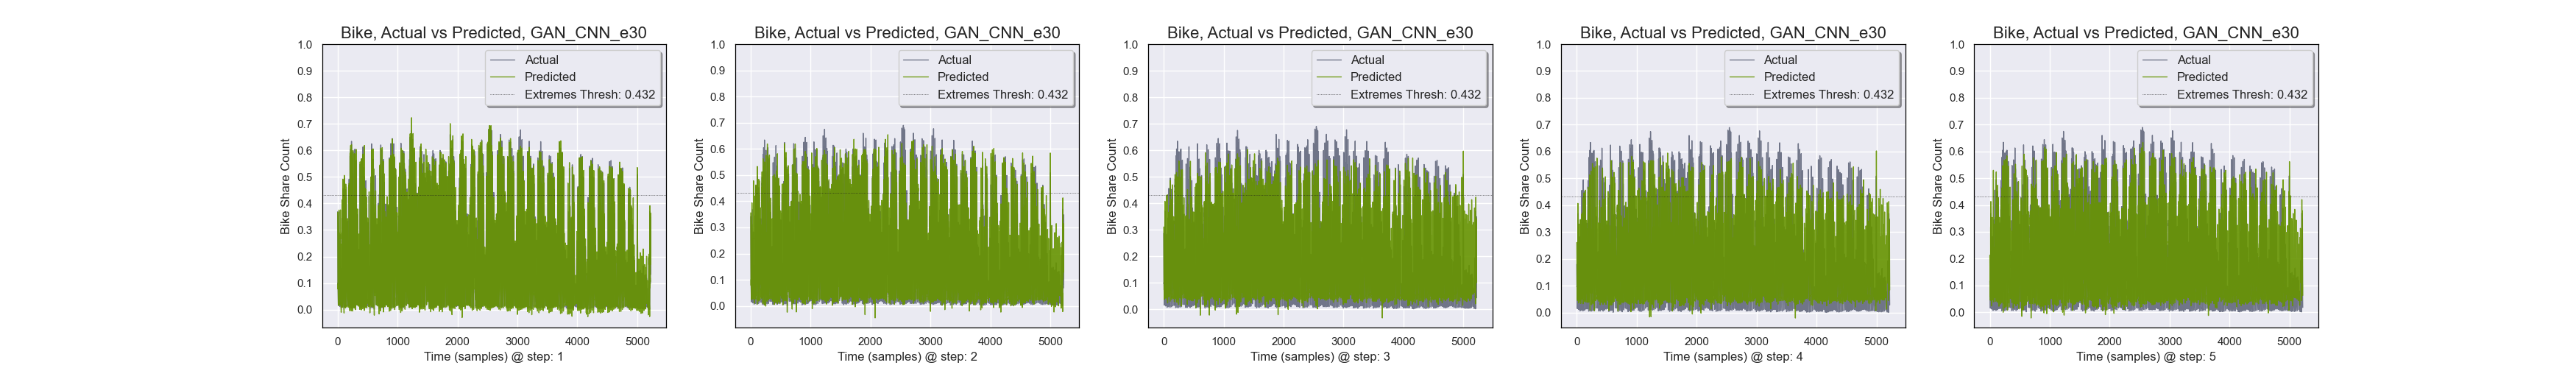 Bike, Actual vs Predicted, GAN_CNN_e30
Actual
Predicted
Extremes Thresh: 0.432
1.0
0.9
0.8
0.7
0.6
0.5
0.4
0.3
0.2
0.1
0.0
Bike Share Count
0 1000 2000 3000 4000 5000
Time (samples) @ step: 1
Bike, Actual vs Predicted, GAN_CNN_e30
Actual
Predicted
Extremes Thresh: 0.432
1.0
0.9
0.8
0.7
0.6
0.5
0.4
0.3
0.2
0.1
0.0
Bike Share Count
0 1000 2000 3000 4000 5000
Time (samples) @ step: 2
Bike, Actual vs Predicted, GAN_CNN_e30
Actual
Predicted
Extremes Thresh: 0.432
1.0
0.9
0.8
0.7
0.6
0.5
0.4
0.3
0.2
0.1
0.0
Bike Share Count
0 1000 2000 3000 4000 5000
Time (samples) @ step: 3
Bike, Actual vs Predicted, GAN_CNN_e30
Actual
Predicted
Extremes Thresh: 0.432
1.0
0.9
0.8
0.7
0.6
0.5
0.4
0.3
0.2
0.1
0.0
Bike Share Count
0 1000 2000 3000 4000 5000
Time (samples) @ step: 4
Bike, Actual vs Predicted, GAN_CNN_e30
Actual
Predicted
Extremes Thresh: 0.432
1.0
0.9
0.8
0.7
0.6
0.5
0.4
0.3
0.2
0.1
0.0
Bike Share Count
0 1000 2000 3000 4000 5000
Time (samples) @ step: 5